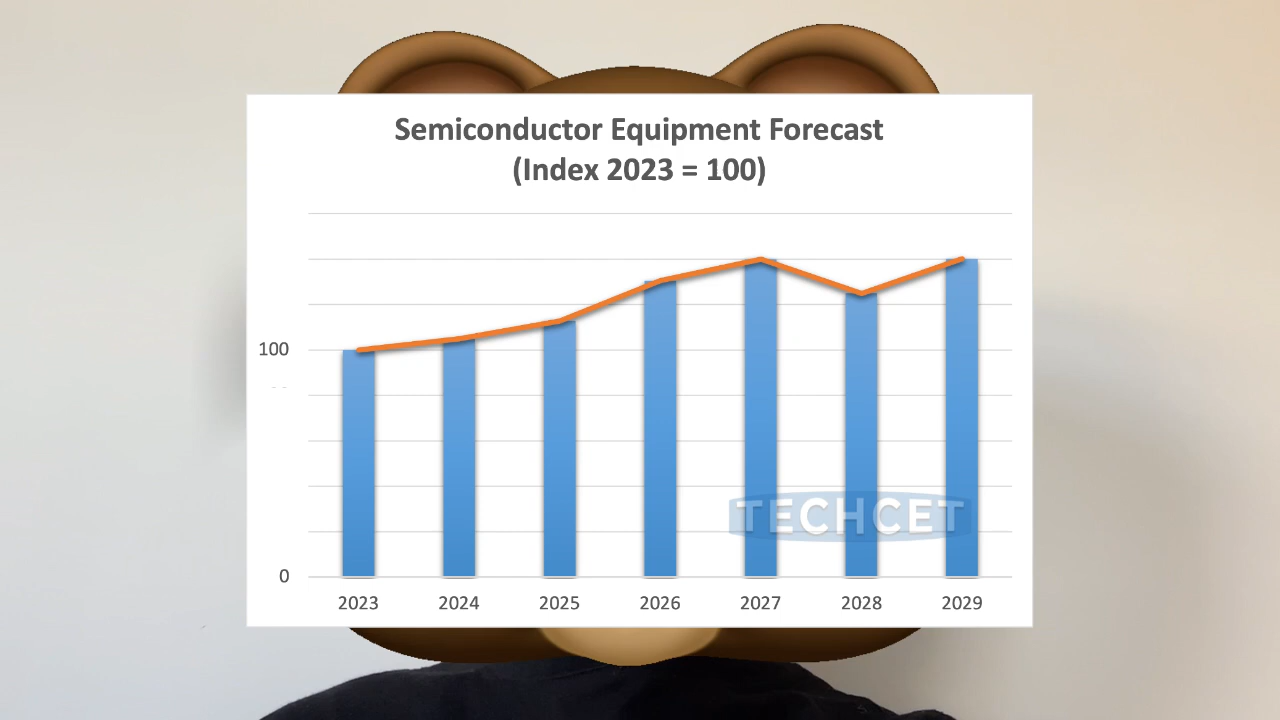 Semiconductor Equipment Forecast
(Index 2023 = 100)
100
0
TECHCET
2023 2024 2025 2026 2027 2028 2029